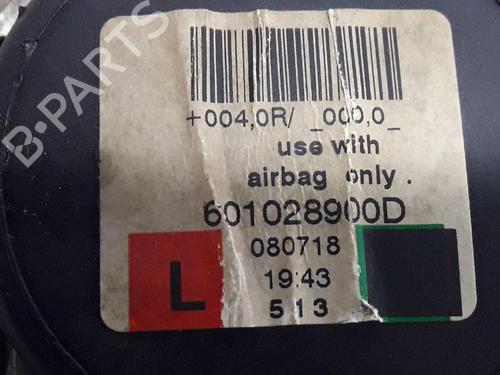 +004,0R/ _000,0_
use with
airbag only .
601028900D
080718
L
19:43
513
B-PARTS